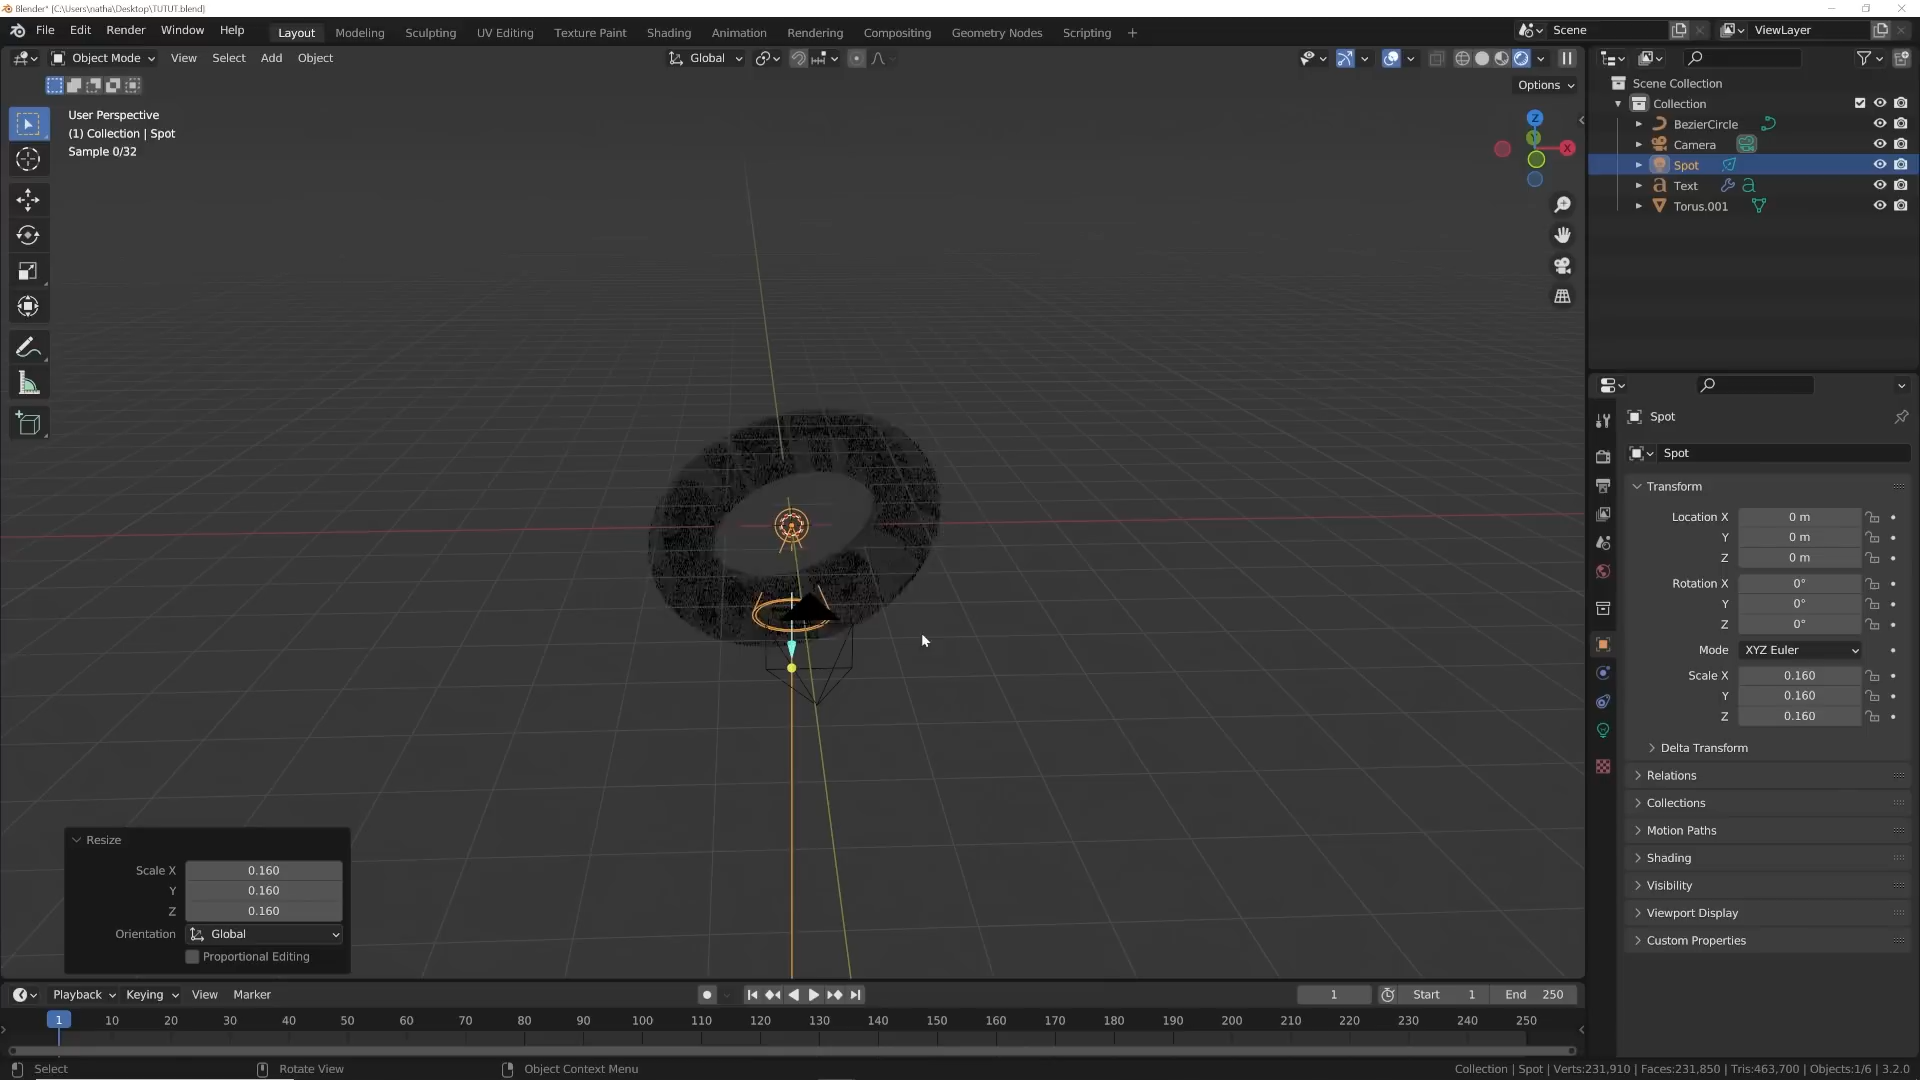 Blender* [C:\Users\natha\Desktop\TUTUT.blend]
File Edit Render Window Help Layout Modeling Sculpting UV Editing Texture Paint Shading Animation Rendering Compositing Geometry Nodes Scripting + Scene ViewLayer
Object Mode View Select Add Object Global
Options
User Perspective
(1) Collection | Spot
Sample 0/32
Z
X
Scene Collection
Collection
BezierCircle
Camera
Spot
Text
Torus.001
Spot
Spot
Transform
Location X 0 m
Y 0 m
Z 0 m
Rotation X 0°
Y 0°
Z 0°
Mode XYZ Euler
Scale X 0.160
Y 0.160
Z 0.160
Delta Transform
Relations
Collections
Motion Paths
Shading
Visibility
Viewport Display
Custom Properties
Resize
Scale X 0.160
Y 0.160
Z 0.160
Orientation Global
Proportional Editing
Playback Keying View Marker 1 Start 1 End 250
1 10 20 30 40 50 60 70 80 90 100 110 120 130 140 150 160 170 180 190 200 210 220 230 240 250
Select Rotate View Object Context Menu Collection | Spot | Verts:231,910 | Faces:231,850 | Tris:463,700 | Objects:1/6 | 3.2.0